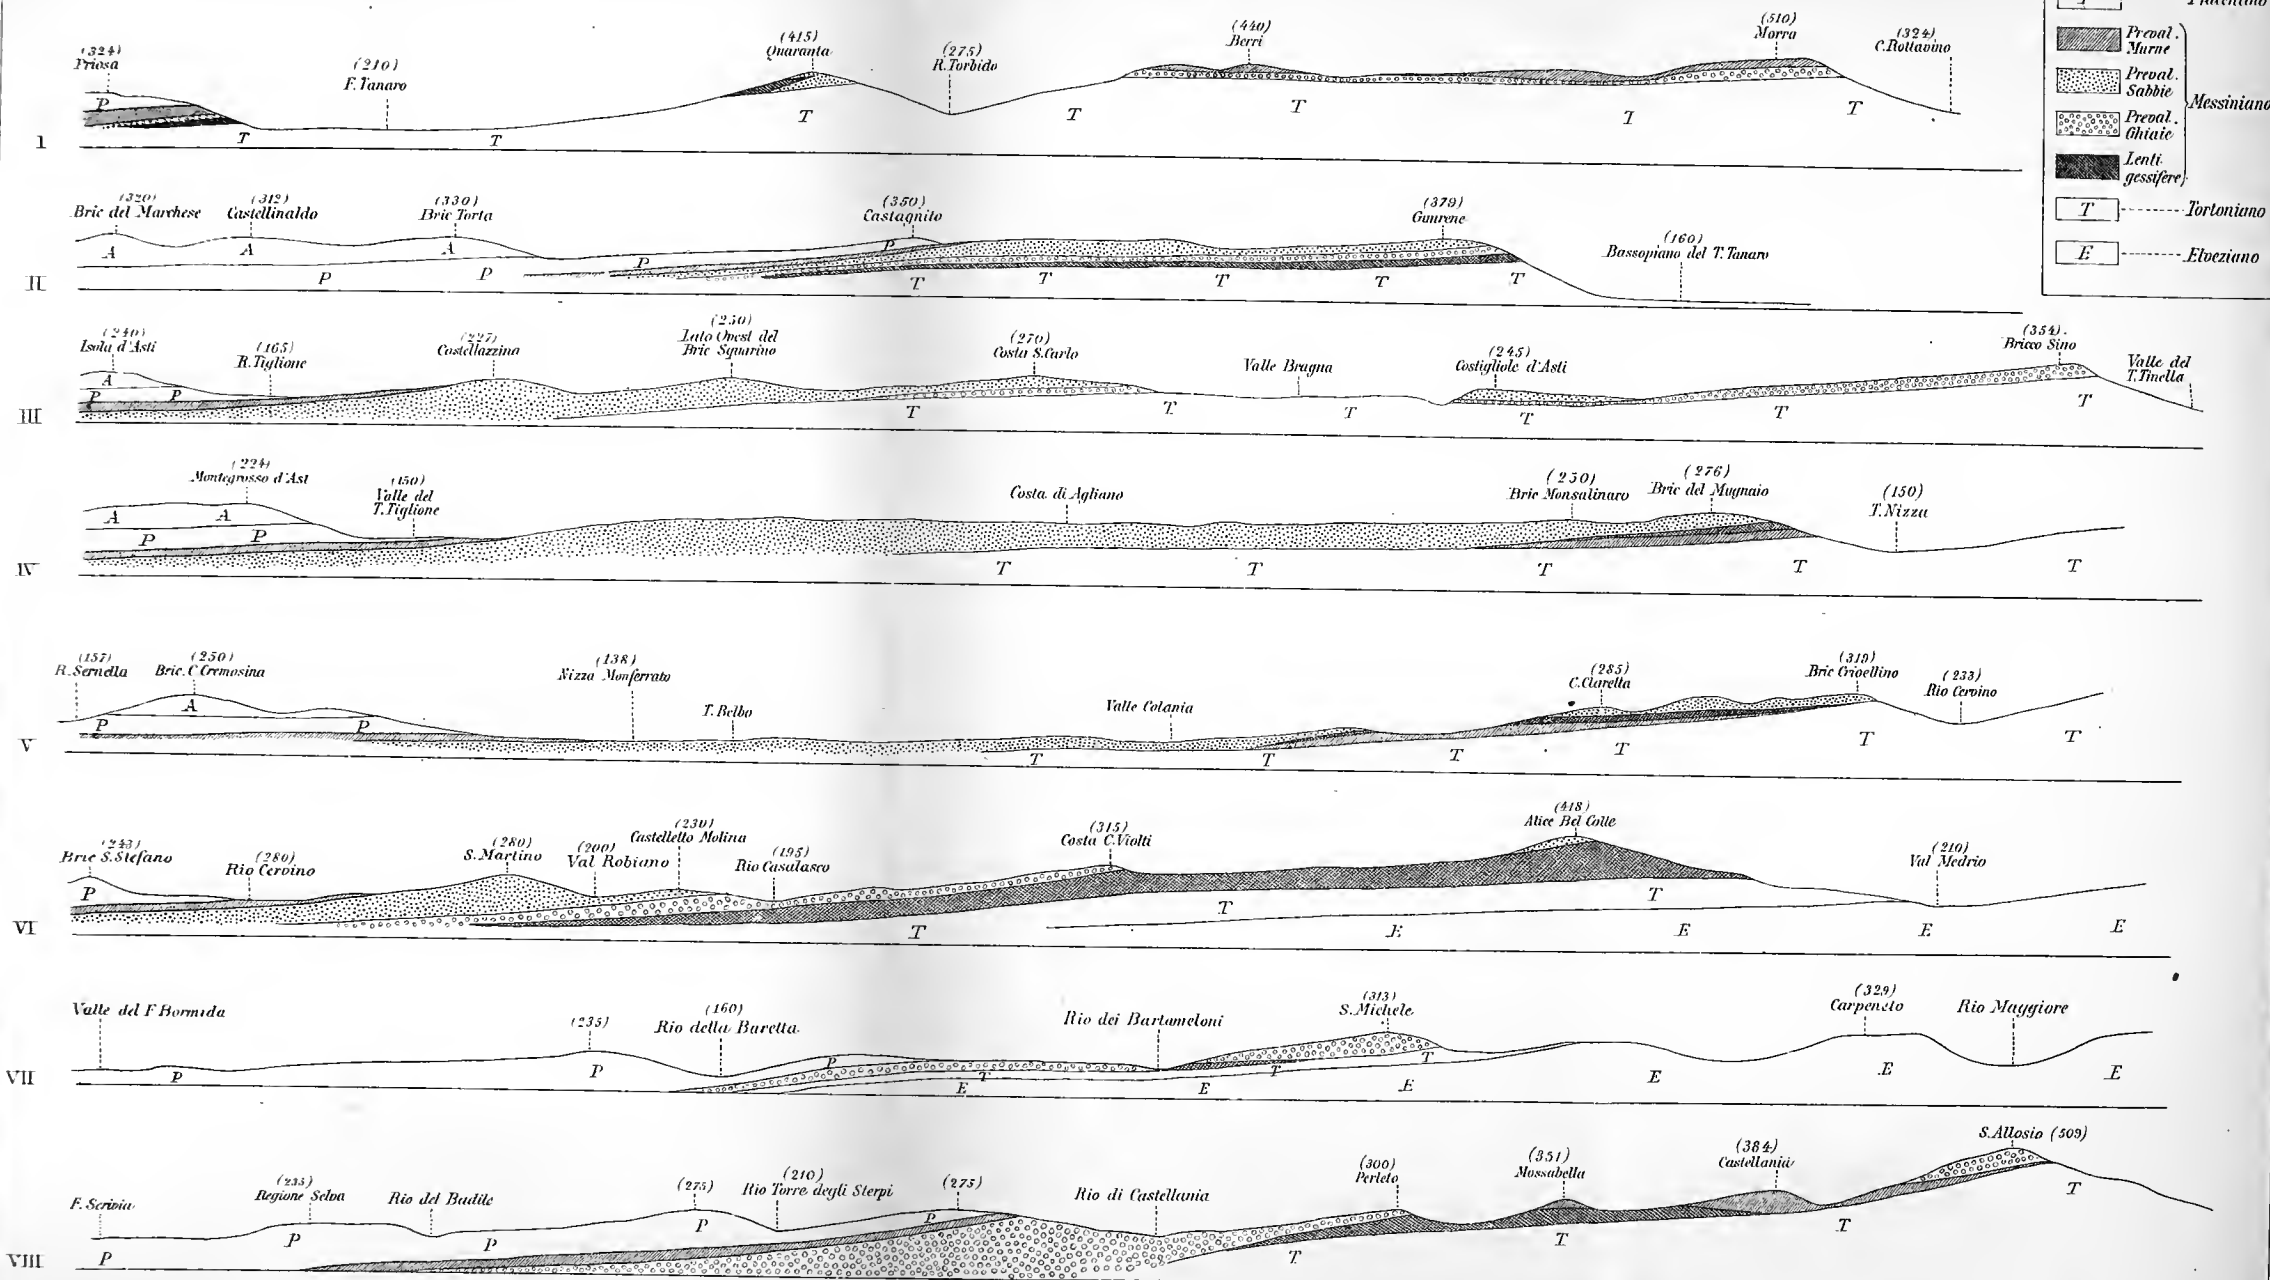 (324)
Priosa
(210)
F. Tanaro
(415)
Quaranta
(275)
R. Torbido
(440)
Berri
(510)
Morra
(324)
C. Rottavino
P
T
T
T
T
T
T
T
I
Preval. Marne
Preval. Sabbie
Preval. Ghiaie
Lenti gessifere
Messiniano
T
Tortoniano
E
Elveziano
(320)
Bric del Marchese
(312)
Castellinaldo
(330)
Bric Torta
(350)
Castagnito
(379)
Guarene
(160)
Bassopiano del T. Tanaro
A
A
A
P
P
P
P
T
T
T
T
T
II
(240)
Isola d'Asti
(165)
R. Tiglione
(227)
Castellazzina
(250)
Lato Ovest del
Bric Squarino
(270)
Costa S. Carlo
Valle Bragna
(245)
Costigliole d'Asti
(354).
Bricco Sino
Valle del
T. Tinella
A
P
P
T
T
T
T
T
T
III
(224)
Montegrosso d'Ast
(150)
Valle del
T. Tiglione
Costa di Agliano
(250)
Bric Monsalinaro
(276)
Bric del Mugnaio
(150)
T. Nizza
A
A
P
P
T
T
T
T
T
IV
(157)
R. Sernella
(250)
Bric. C. Cremosina
(138)
Nizza Monferrato
T. Belbo
Valle Colania
(285)
C. Claretta
(319)
Bric Crivellino
(233)
Rio Cervino
A
P
P
T
T
T
T
T
T
V
(243)
Bric S. Stefano
(280)
Rio Cervino
(280)
S. Martino
(200)
Val Robiano
(230)
Castelletto Molina
(195)
Rio Casalasco
(315)
Costa C. Violti
(418)
Alice Bel Colle
(210)
Val Medrio
P
T
T
T
E
E
E
E
VI
Valle del F. Bormida
(235)
(160)
Rio della Baretta
Rio dei Bartameloni
(313)
S. Michele
(329)
Carpeneto
Rio Maggiore
P
P
P
T
T
T
E
E
E
E
E
E
VII
F. Scrivia
(235)
Regione Selva
Rio del Badile
(275)
(210)
Rio Torre degli Sterpi
(275)
Rio di Castellania
(300)
Perleto
(351)
Mossabella
(384)
Castellania
S. Allosio (509)
P
P
P
P
P
T
T
T
T
VIII